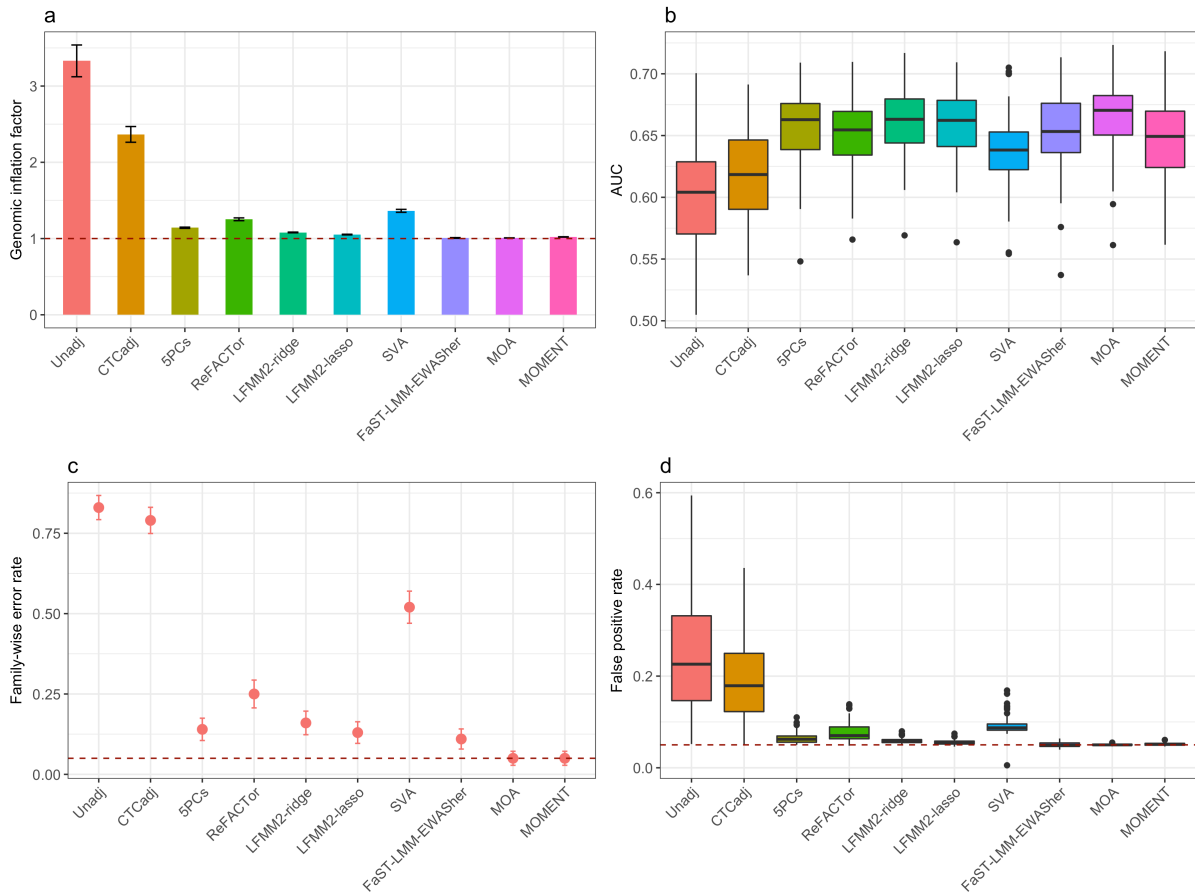 a
Genomic inflation factor
3
2
1
0
Unadj
CTCadj
5PCs
ReFACTor
LFMM2-ridge
LFMM2-lasso
SVA
FaST-LMM-EWASher
MOA
MOMENT
b
AUC
0.70
0.65
0.60
0.55
0.50
Unadj
CTCadj
5PCs
ReFACTor
LFMM2-ridge
LFMM2-lasso
SVA
FaST-LMM-EWASher
MOA
MOMENT
c
Family-wise error rate
0.75
0.50
0.25
0.00
Unadj
CTCadj
5PCs
ReFACTor
LFMM2-ridge
LFMM2-lasso
SVA
FaST-LMM-EWASher
MOA
MOMENT
d
False positive rate
0.6
0.4
0.2
0.0
Unadj
CTCadj
5PCs
ReFACTor
LFMM2-ridge
LFMM2-lasso
SVA
FaST-LMM-EWASher
MOA
MOMENT